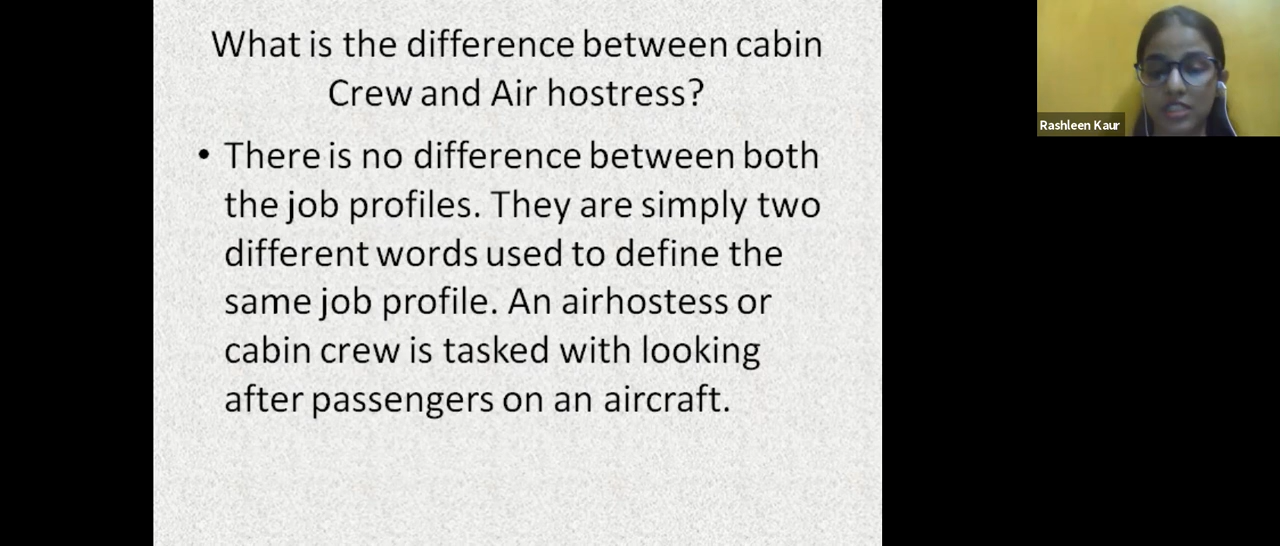 What is the difference between cabin
Crew and Air hostress?
• There is no difference between both
the job profiles. They are simply two
different words used to define the
same job profile. An airhostess or
cabin crew is tasked with looking
after passengers on an aircraft.
Rashleen Kaur